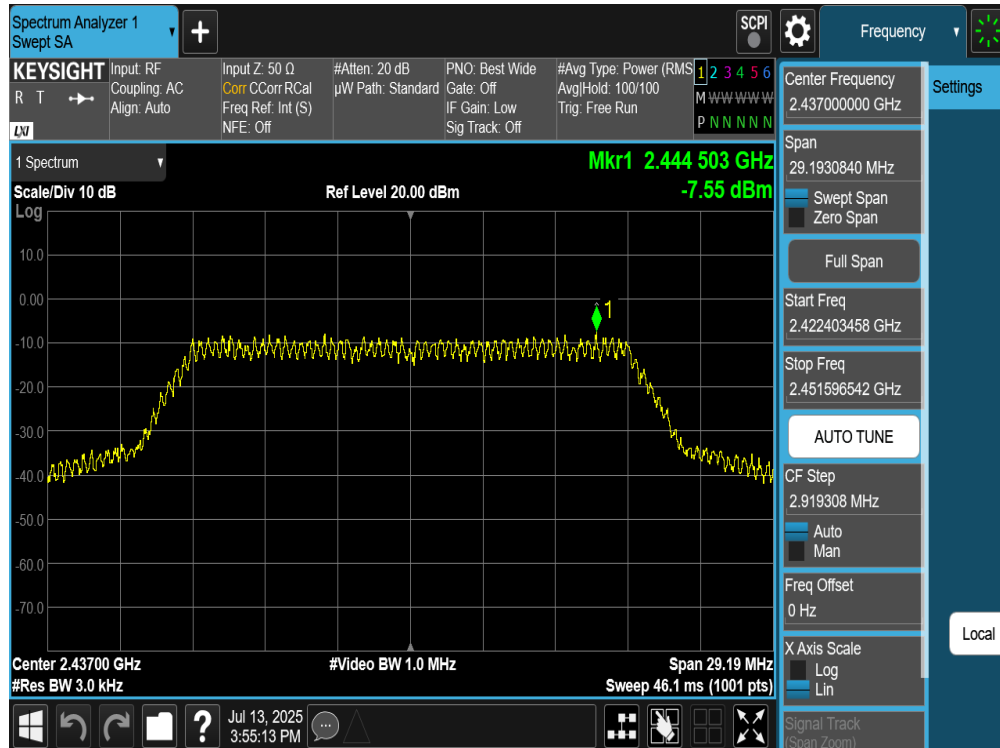 Spectrum Analyzer 1
Swept SA
+
SCPI
Frequency
KEYSIGHT
R T
LXI
Input: RF
Coupling: AC
Align: Auto
Input Z: 50 Ω
Corr CCorr RCal
Freq Ref: Int (S)
NFE: Off
#Atten: 20 dB
µW Path: Standard
PNO: Best Wide
Gate: Off
IF Gain: Low
Sig Track: Off
#Avg Type: Power (RMS
Avg|Hold: 100/100
Trig: Free Run
1 2 3 4 5 6
M W W W W W
P N N N N N
1 Spectrum
Mkr1 2.444 503 GHz
-7.55 dBm
Scale/Div 10 dB
Ref Level 20.00 dBm
Log
10.0
0.00
-10.0
-20.0
-30.0
-40.0
-50.0
-60.0
-70.0
1
Center 2.43700 GHz
#Video BW 1.0 MHz
Span 29.19 MHz
#Res BW 3.0 kHz
Sweep 46.1 ms (1001 pts)
?
Jul 13, 2025
3:55:13 PM
Center Frequency
2.437000000 GHz
Span
29.1930840 MHz
Swept Span
Zero Span
Full Span
Start Freq
2.422403458 GHz
Stop Freq
2.451596542 GHz
AUTO TUNE
CF Step
2.919308 MHz
Auto
Man
Freq Offset
0 Hz
X Axis Scale
Log
Lin
Signal Track
(Span Zoom)
Settings
Local